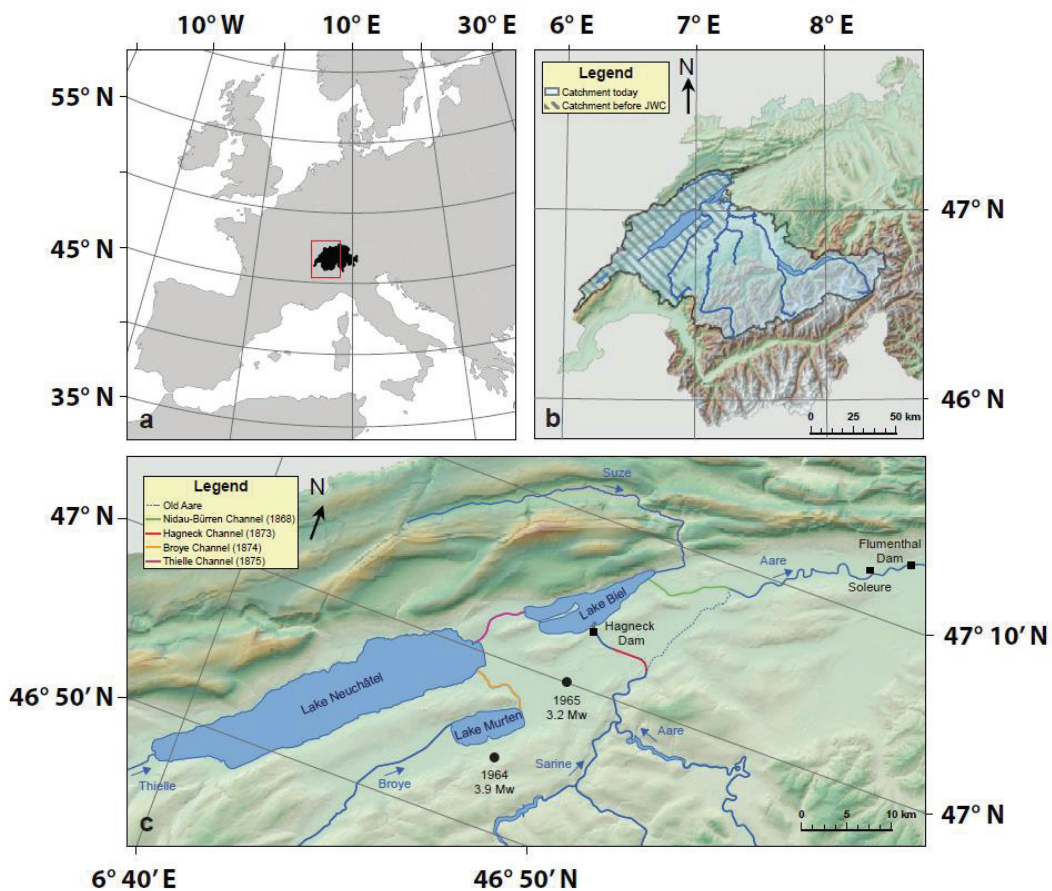 10° W
10° E
30° E
55° N
45° N
35° N
a
6° E
7° E
8° E
Legend
Catchment today
Catchment before JWC
N
47° N
46° N
0 25 50 km
b
Legend
Old Aare
Nidau-Bürren Channel (1868)
Hagneck Channel (1873)
Broye Channel (1874)
Thielle Channel (1875)
N
47° N
Suze
Aare
Flumenthal
Dam
Soleure
Lake Biel
Hagneck
Dam
47° 10′ N
46° 50′ N
Lake Neuchâtel
1965
3.2 Mw
Lake Murten
Aare
1964
3.9 Mw
Sarine
Thielle
Broye
47° N
0 5 10 km
c
6° 40′ E
46° 50′ N